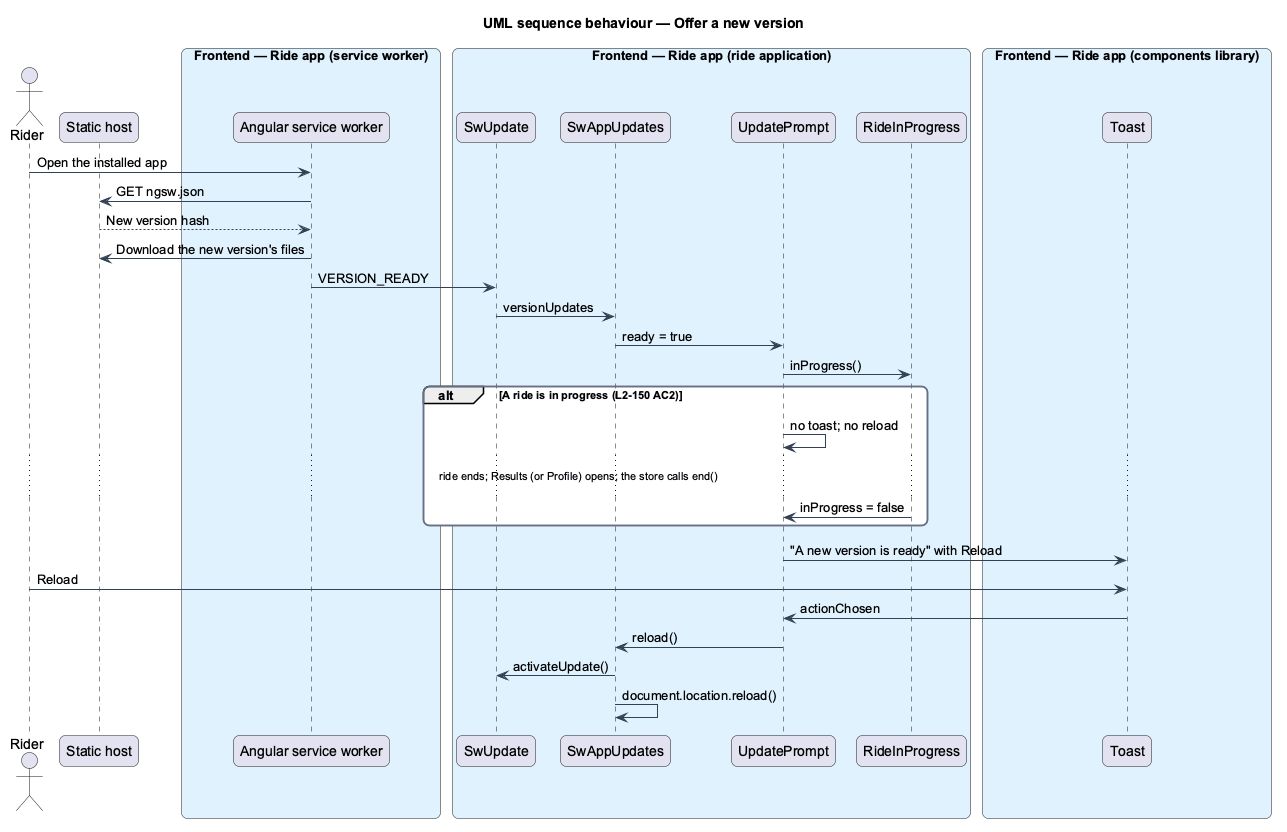 UML sequence behaviour — Offer a new version
Frontend — Ride app (service worker)
Frontend — Ride app (ride application)
Frontend — Ride app (components library)
Rider
Static host
Angular service worker
SwUpdate
SwAppUpdates
UpdatePrompt
RideInProgress
Toast
Open the installed app
GET ngsw.json
New version hash
Download the new version's files
VERSION_READY
versionUpdates
ready = true
inProgress()
alt
[A ride is in progress (L2-150 AC2)]
no toast; no reload
ride ends; Results (or Profile) opens; the store calls end()
inProgress = false
"A new version is ready" with Reload
Reload
actionChosen
reload()
activateUpdate()
document.location.reload()
Rider
Static host
Angular service worker
SwUpdate
SwAppUpdates
UpdatePrompt
RideInProgress
Toast